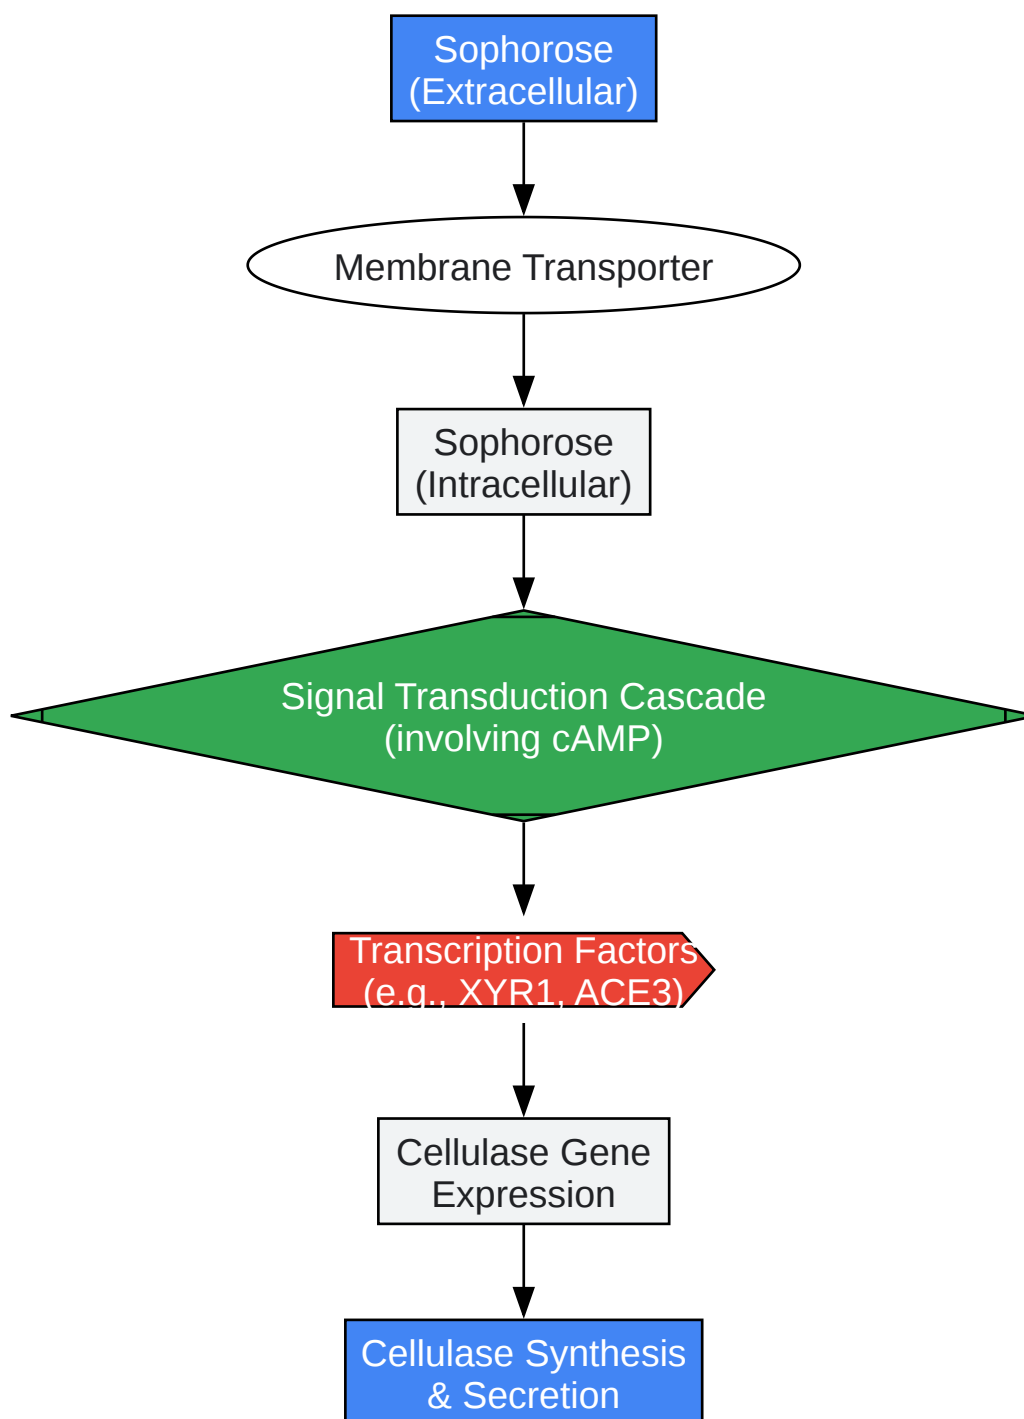 Sophorose
(Extracellular)
Membrane Transporter
Sophorose
(Intracellular)
Signal Transduction Cascade
(involving cAMP)
Transcription Factors
(e.g., XYR1, ACE3)
Cellulase Gene
Expression
Cellulase Synthesis
& Secretion